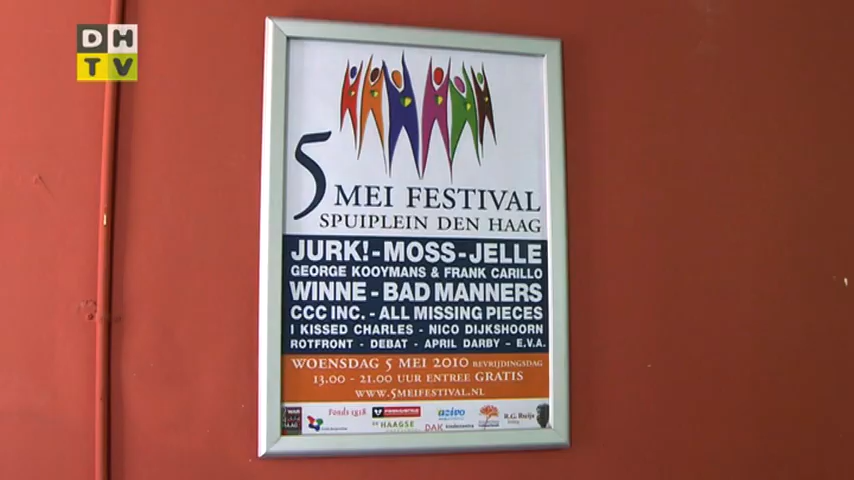 DH
TV
5 MEI FESTIVAL
SPUIPLEIN DEN HAAG
JURK! - MOSS - JELLE
GEORGE KOOYMANS & FRANK CARILLO
WINNE - BAD MANNERS
CCC INC. - ALL MISSING PIECES
I KISSED CHARLES - NICO DIJKSHOORN
ROTFRONT - DEBAT - APRIL DARBY - E.V.A.
WOENSDAG 5 MEI 2010 BEVRIJDINGSDAG
13.00 - 21.00 UUR ENTREE GRATIS
WWW.5MEIFESTIVAL.NL
Fonds 1818
azivo
HAAGSE
DAK
R.G. Ruijs